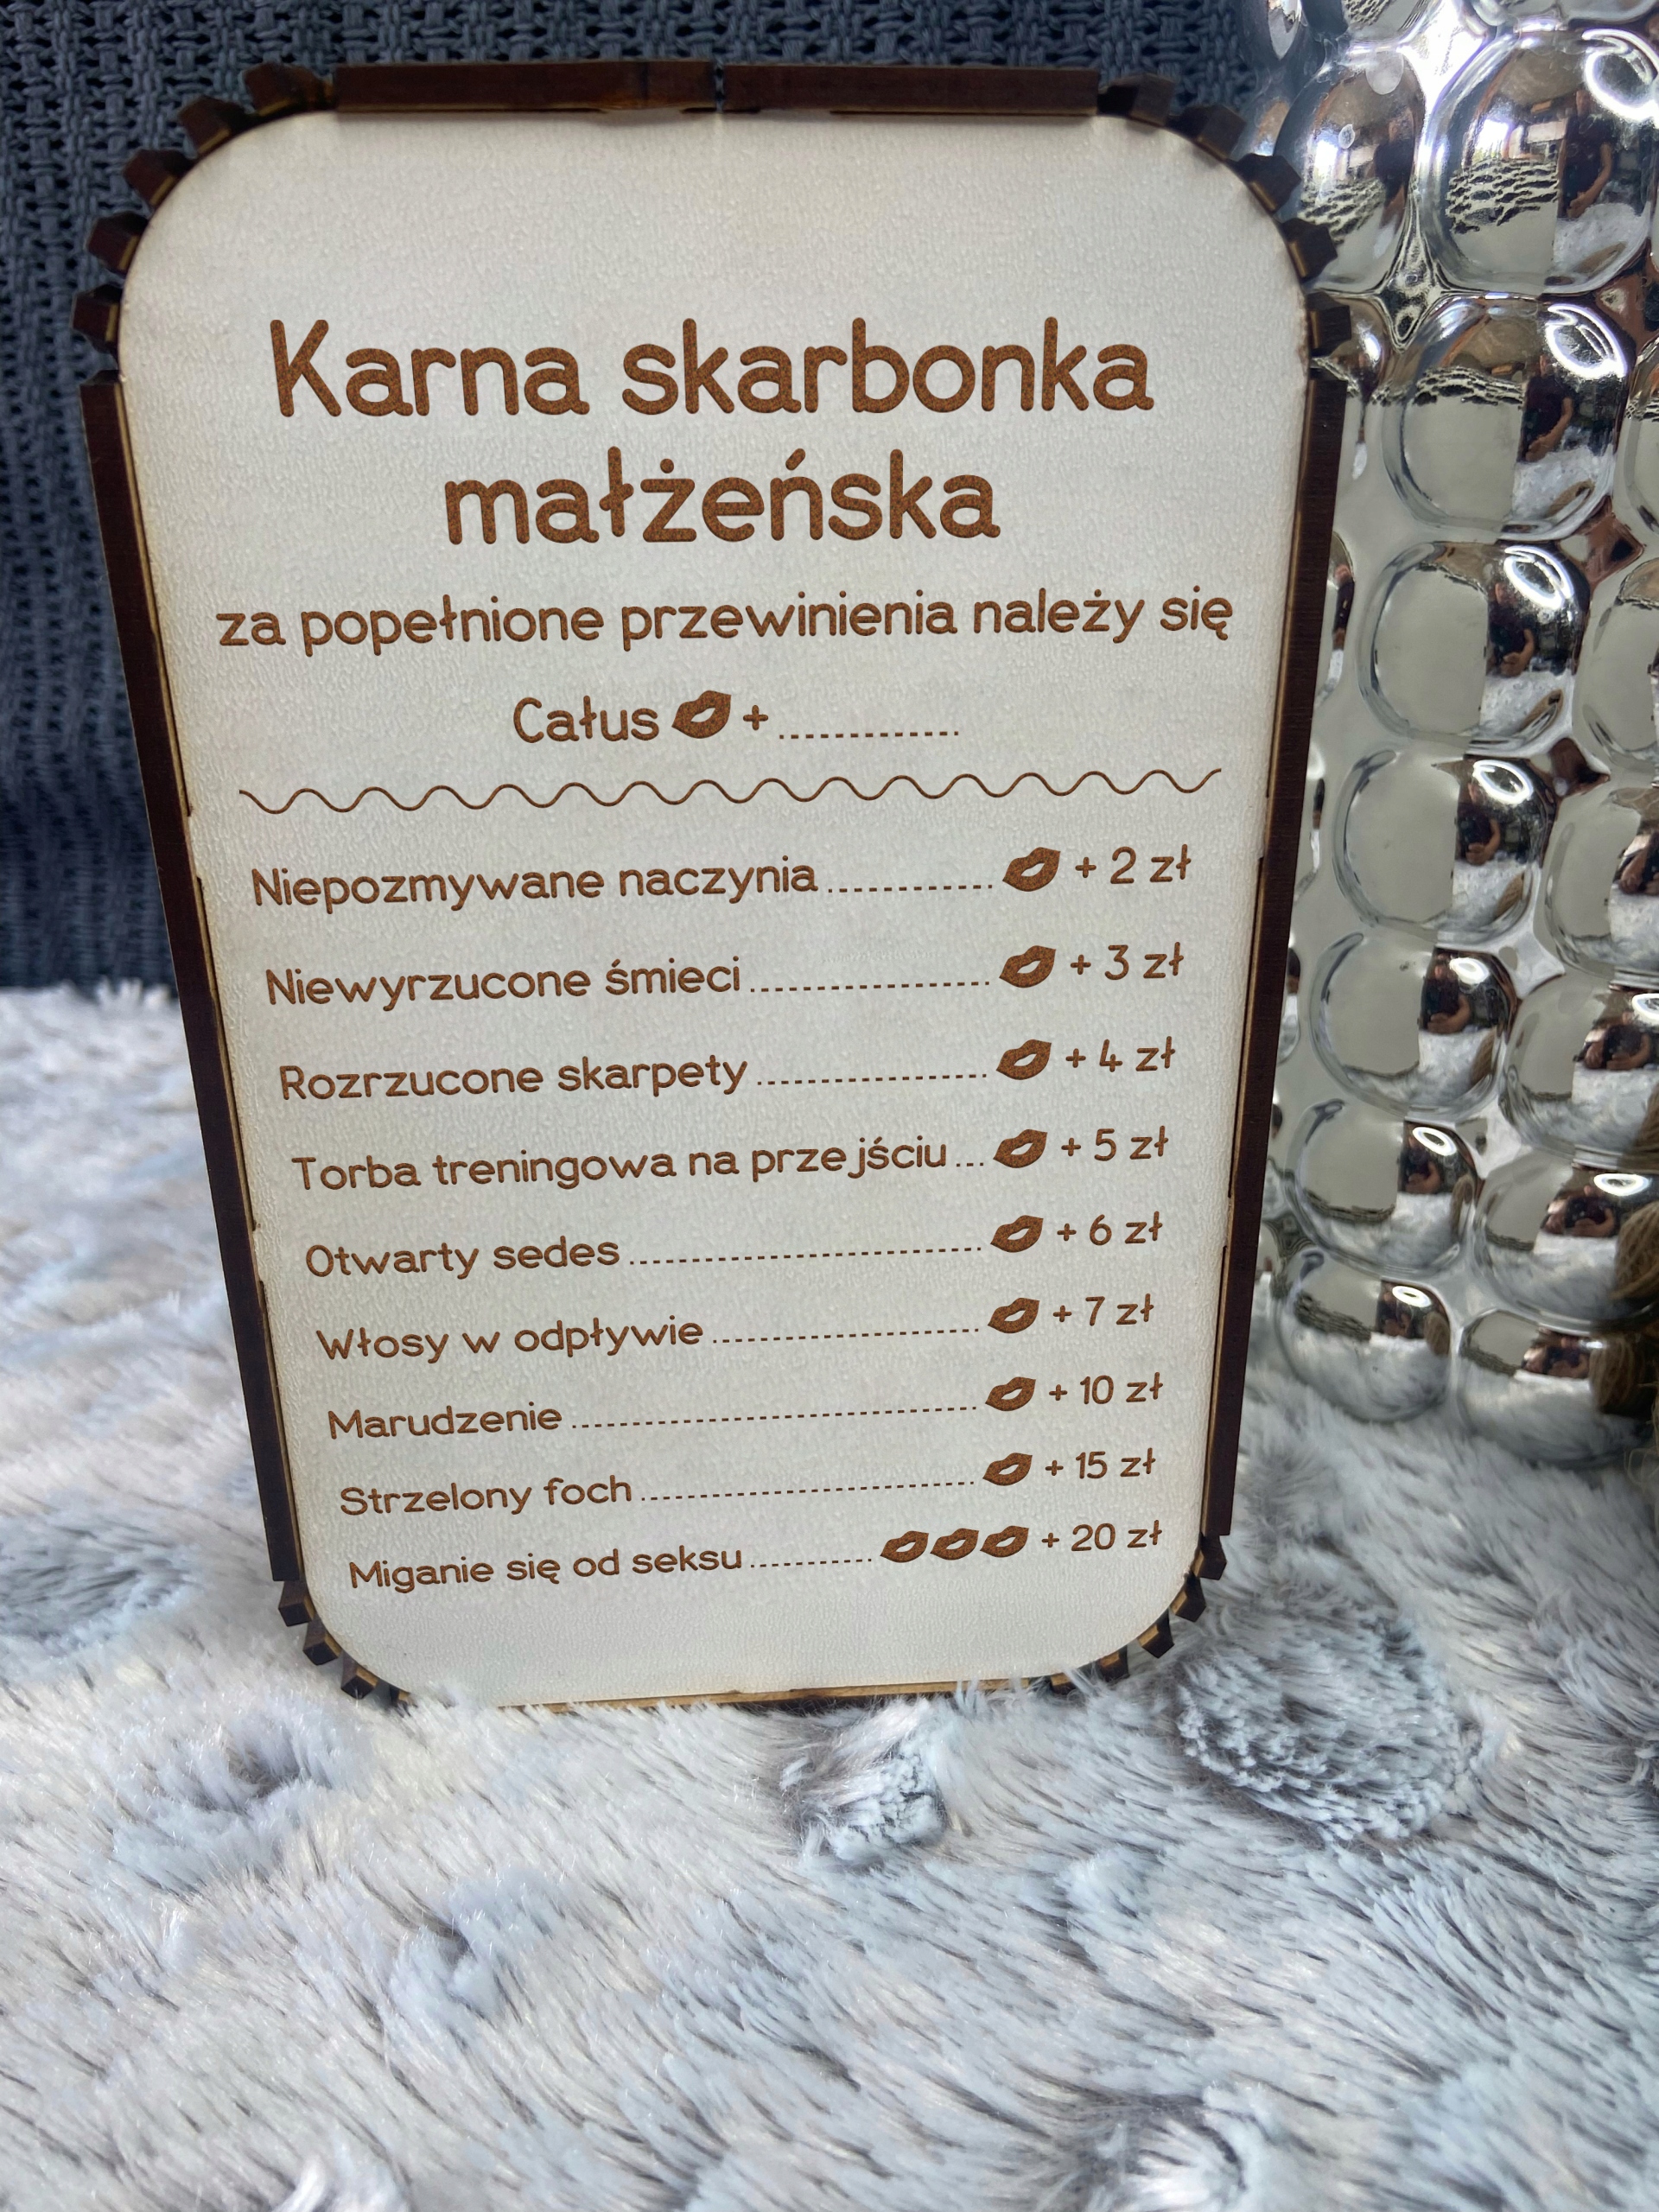 Karna skarbonka
małżeńska
za popełnione przewinienia należy się
Całus + ............
Niepozmywane naczynia ............ + 2 zł
Niewyrzucone śmieci ................. + 3 zł
Rozrzucone skarpety ................. + 4 zł
Torba treningowa na przejściu ... + 5 zł
Otwarty sedes .......................... + 6 zł
Włosy w odpływie .................... + 7 zł
Marudzenie .............................. + 10 zł
Strzelony foch .......................... + 15 zł
Miganie się od seksu ........... + 20 zł